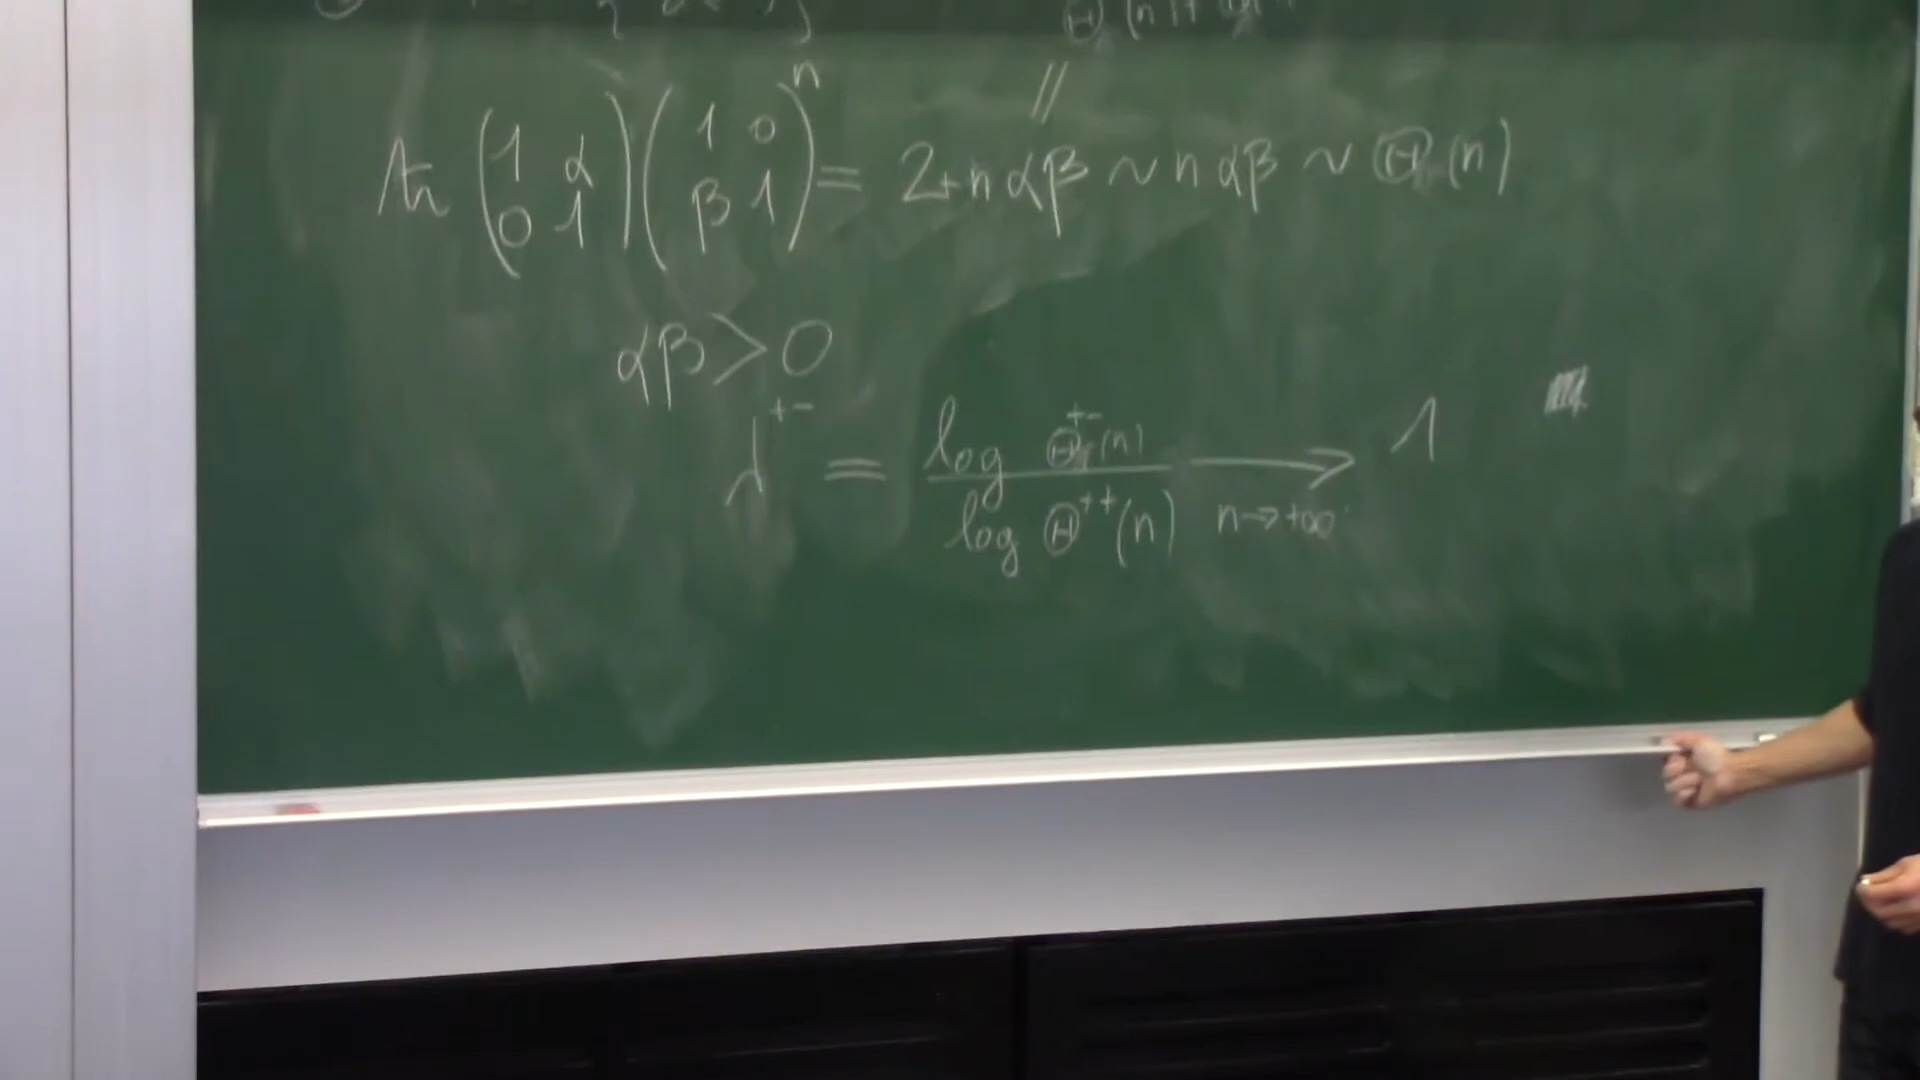 n
tr (1 α 0 1) (1 0 β 1)^n = 2+nαβ ~ nαβ ~ Θ(n)
αβ > 0
λ^{+-} = log Θ^{+-}(n) / log Θ^{++}(n) → 1
n→+∞